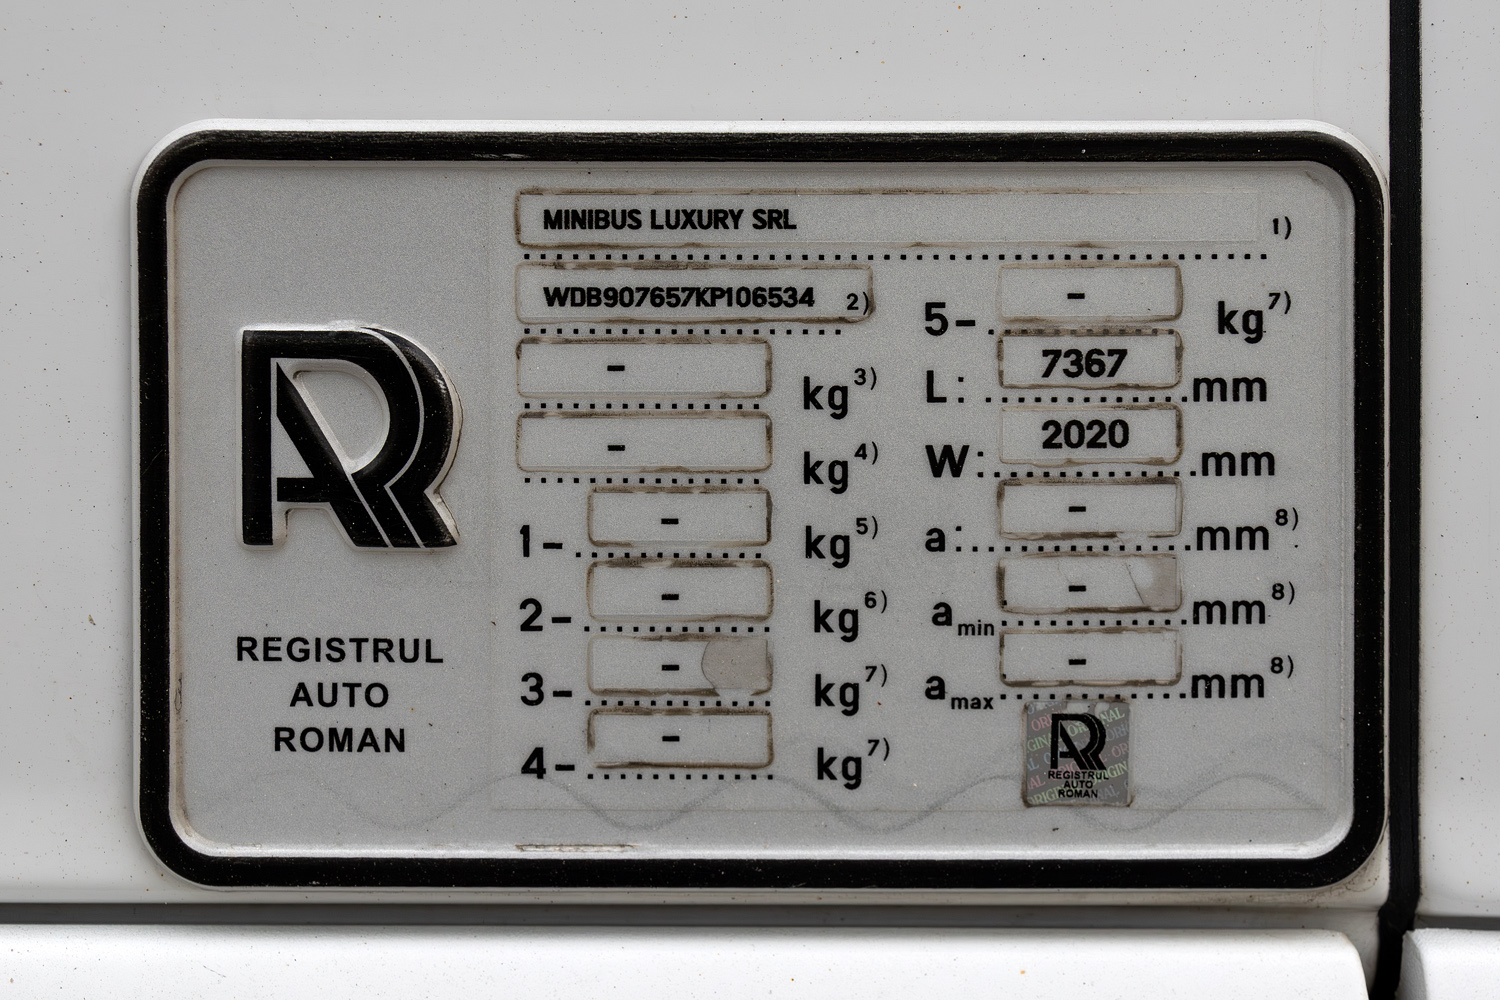 MINIBUS LUXURY SRL 1)
WDB907657KP106534 2)
- kg3)
- kg4)
1- - kg5)
2- - kg6)
3- - kg7)
4- - kg7)
5- - kg7)
L: 7367 mm
W: 2020 mm
a: - mm8)
amin - mm8)
amax - mm8)
REGISTRUL
AUTO
ROMAN
REGISTRUL
AUTO
ROMAN